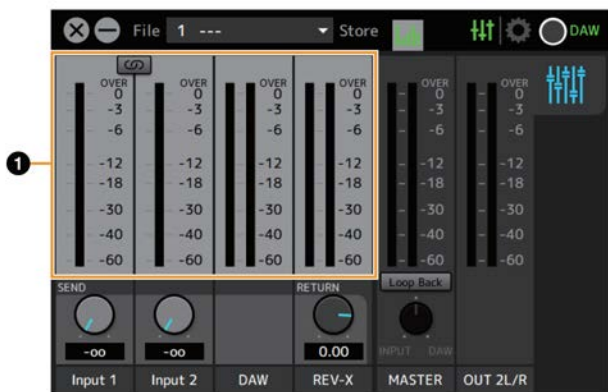 File 1 --- Store DAW
1
OVER OVER OVER OVER OVER OVER
0 0 0 0 0 0
-3 -3 -3 -3 -3 -3
-6 -6 -6 -6 -6 -6
-12 -12 -12 -12 -12 -12
-18 -18 -18 -18 -18 -18
-30 -30 -30 -30 -30 -30
-40 -40 -40 -40 -40 -40
-60 -60 -60 -60 -60 -60
SEND RETURN Loop Back
-oo -oo 0.00 INPUT DAW
Input 1 Input 2 DAW REV-X MASTER OUT 2L/R